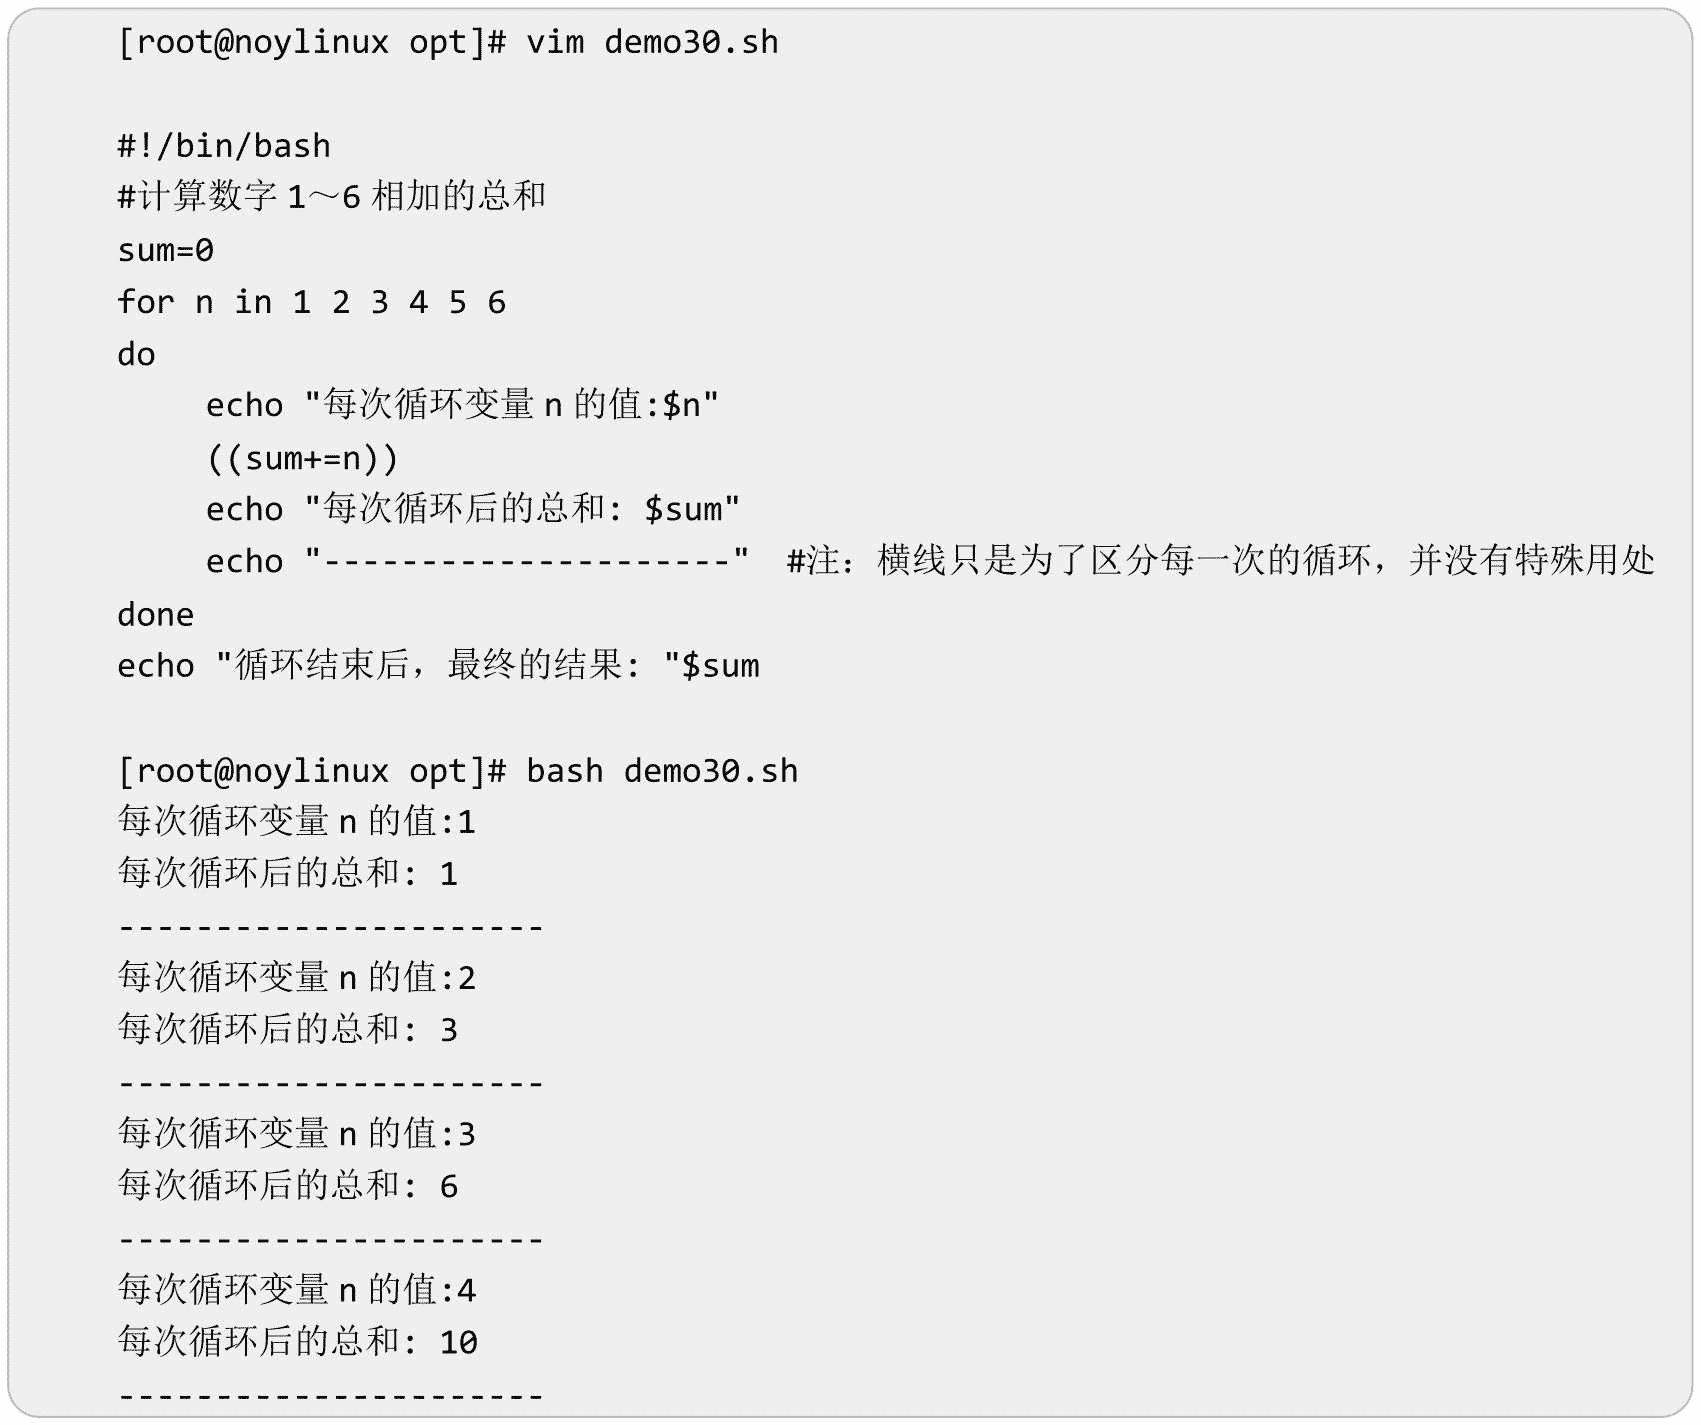 [root@noylinux opt]# vim demo30.sh
#!/bin/bash
#计算数字 1～6 相加的总和
sum=0
for n in 1 2 3 4 5 6
do
echo "每次循环变量 n 的值:$n"
((sum+=n))
echo "每次循环后的总和: $sum"
echo "---------------------" #注：横线只是为了区分每一次的循环，并没有特殊用处
done
echo "循环结束后，最终的结果: "$sum
[root@noylinux opt]# bash demo30.sh
每次循环变量 n 的值:1
每次循环后的总和: 1
----------------------
每次循环变量 n 的值:2
每次循环后的总和: 3
----------------------
每次循环变量 n 的值:3
每次循环后的总和: 6
----------------------
每次循环变量 n 的值:4
每次循环后的总和: 10
----------------------